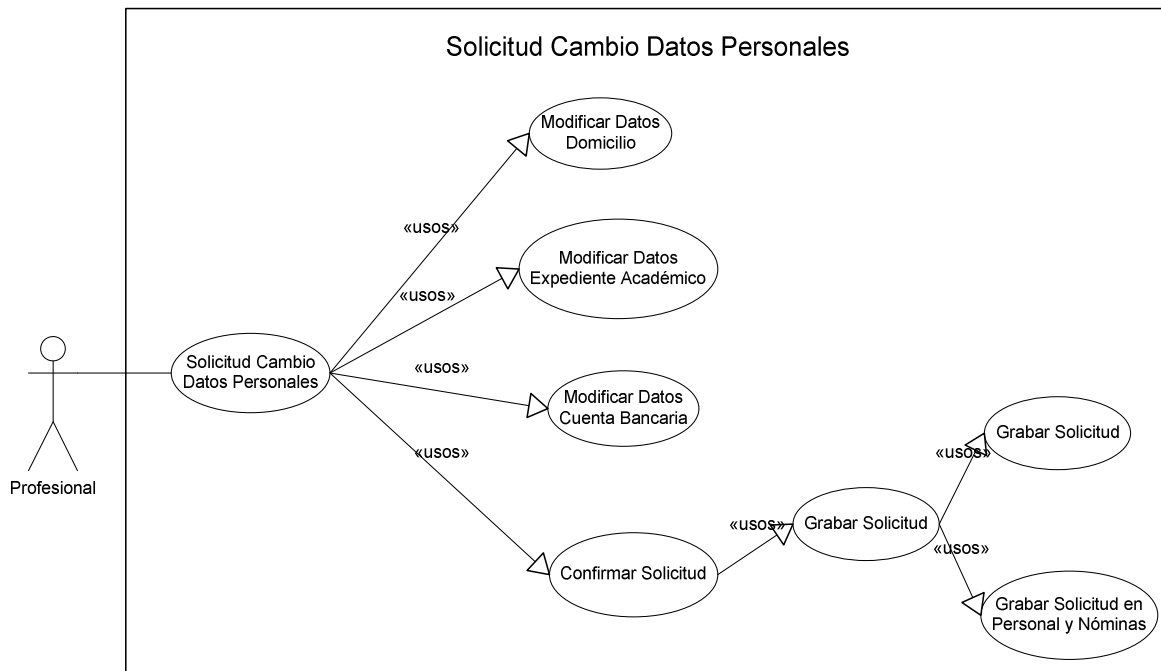 Solicitud Cambio Datos Personales
Modificar Datos
Domicilio
«usos»
Modificar Datos
Expediente Académico
«usos»
Solicitud Cambio
Datos Personales
«usos»
Modificar Datos
Cuenta Bancaria
Profesional
«usos»
Confirmar Solicitud
«usos»
Grabar Solicitud
«usos»
Grabar Solicitud
«usos»
Grabar Solicitud en
Personal y Nóminas